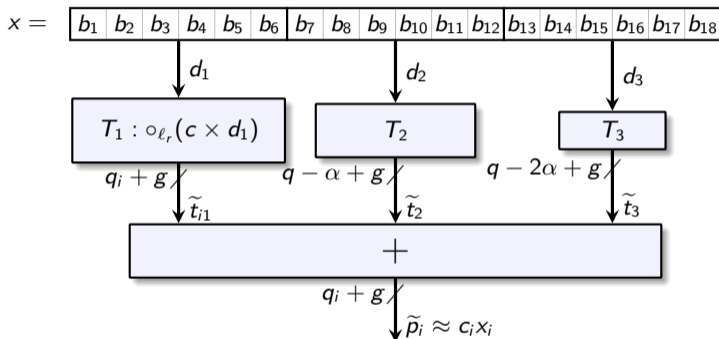 x = b₁ b₂ b₃ b₄ b₅ b₆ b₇ b₈ b₉ b₁₀ b₁₁ b₁₂ b₁₃ b₁₄ b₁₅ b₁₆ b₁₇ b₁₈
d₁ d₂ d₃
T₁ : ∘ℓᵣ(c × d₁) T₂ T₃
qᵢ + g q − α + g q − 2α + g
t̃ᵢ₁ t̃₂ t̃₃
+
qᵢ + g
p̃ᵢ ≈ cᵢxᵢ